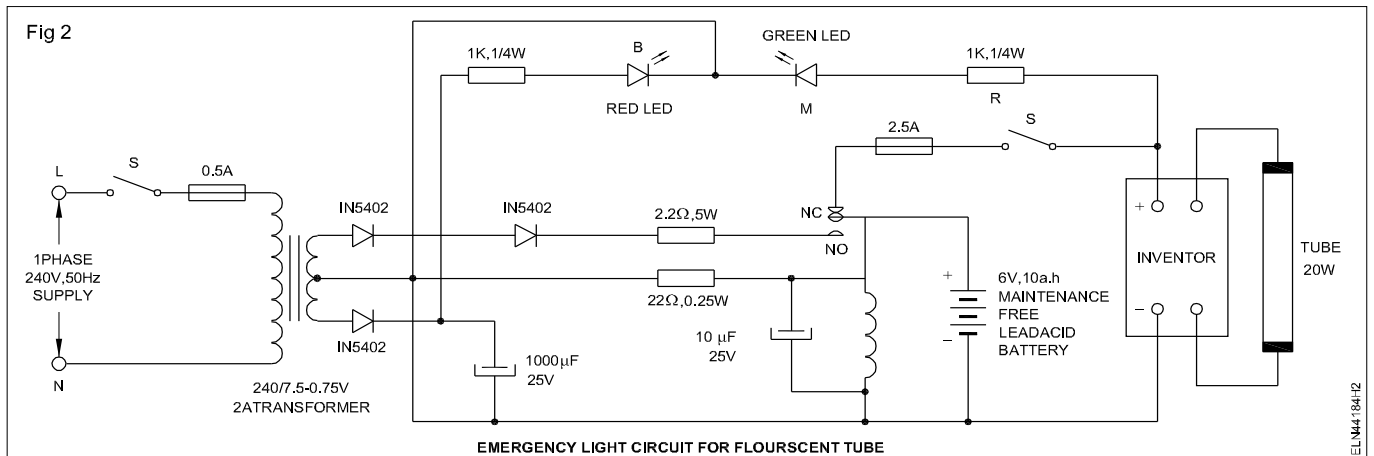 Fig 2
1K,1/4W
B
RED LED
GREEN LED
M
R
1K,1/4W
2.5A
S
L
S
0.5A
1PHASE
240V,50Hz
SUPPLY
N
IN5402
IN5402
IN5402
240/7.5-0.75V
2ATRANSFORMER
1000µF
25V
2.2Ω,5W
22Ω,0.25W
NC
NO
10 µF
25V
+
-
6V,10a.h
MAINTENANCE
FREE
LEADACID
BATTERY
+
-
INVENTOR
TUBE
20W
EMERGENCY LIGHT CIRCUIT FOR FLOURSCENT TUBE
ELN44184H2